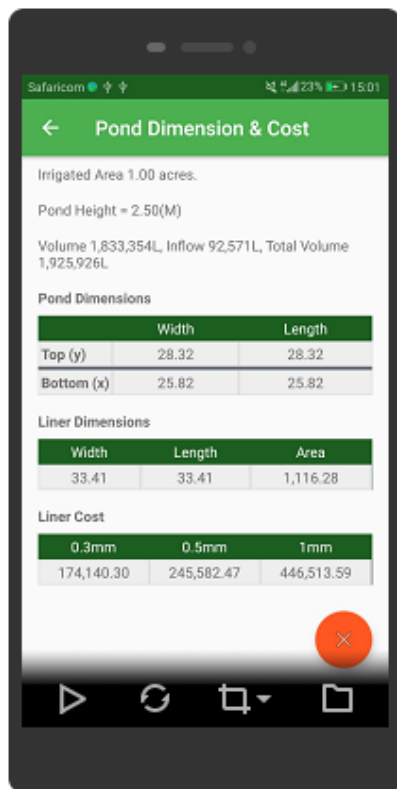 Safaricom 23% 15:01
Pond Dimension & Cost
Irrigated Area 1.00 acres.
Pond Height = 2.50(M)
Volume 1,833,354L, Inflow 92,571L, Total Volume
1,925,926L
Pond Dimensions
Width Length
Top (y) 28.32 28.32
Bottom (x) 25.82 25.82
Liner Dimensions
Width Length Area
33.41 33.41 1,116.28
Liner Cost
0.3mm 0.5mm 1mm
174,140.30 245,582.47 446,513.59